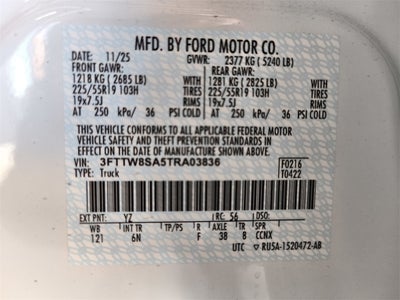 MFD. BY FORD MOTOR CO.
DATE: 11/25 GVWR: 2377 KG ( 5240 LB)
FRONT GAWR: REAR GAWR:
1218 KG ( 2685 LB) 1281 KG ( 2825 LB)
225/55R19 103H TIRES 225/55R19 103H TIRES
19x7.5J RIMS 19x7.5J RIMS
AT 250 kPa/ 36 PSI COLD AT 250 kPa/ 36 PSI COLD
THIS VEHICLE CONFORMS TO ALL APPLICABLE FEDERAL MOTOR
VEHICLE SAFETY AND THEFT PREVENTION STANDARDS IN EFFECT
ON THE DATE OF MANUFACTURE SHOWN ABOVE.
VIN: 3FTTW8SA5TRA03836 F0216
TYPE: Truck T0422
EXT PNT: YZ RC: 56 DSO:
WB INT TR TP/PS R AXLE TR SPR
121 6N F 38 8 CCNX
UTC RU5A-1520472-AB